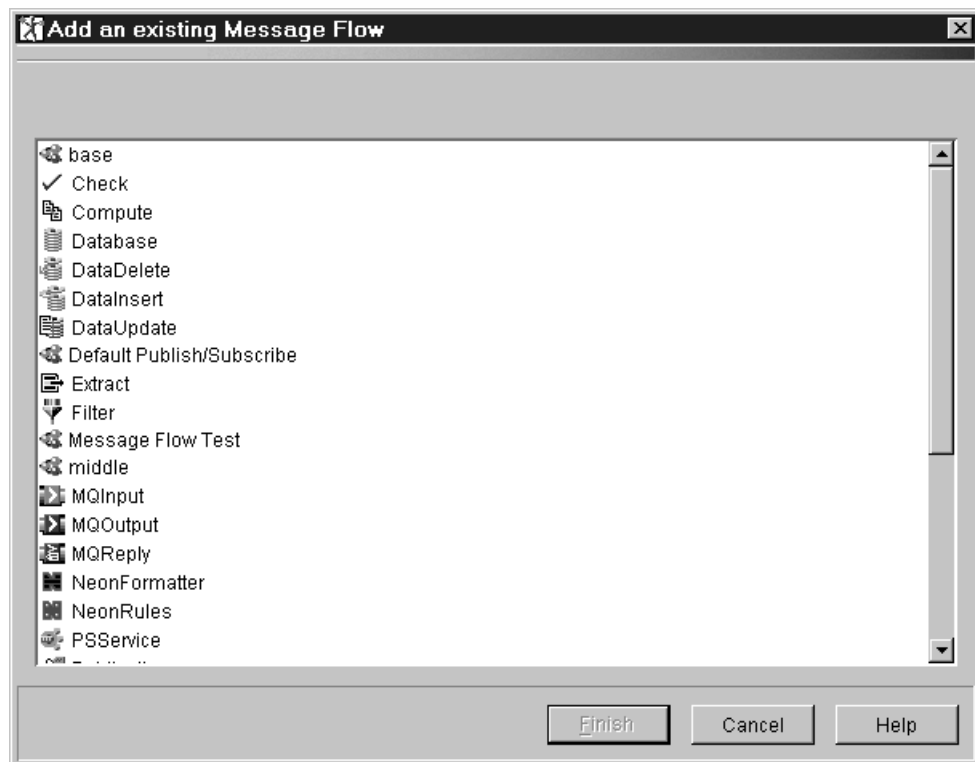 Add an existing Message Flow
base
Check
Compute
Database
DataDelete
DataInsert
DataUpdate
Default Publish/Subscribe
Extract
Filter
Message Flow Test
middle
MQInput
MQOutput
MQReply
NeonFormatter
NeonRules
PSService
Finish
Cancel
Help